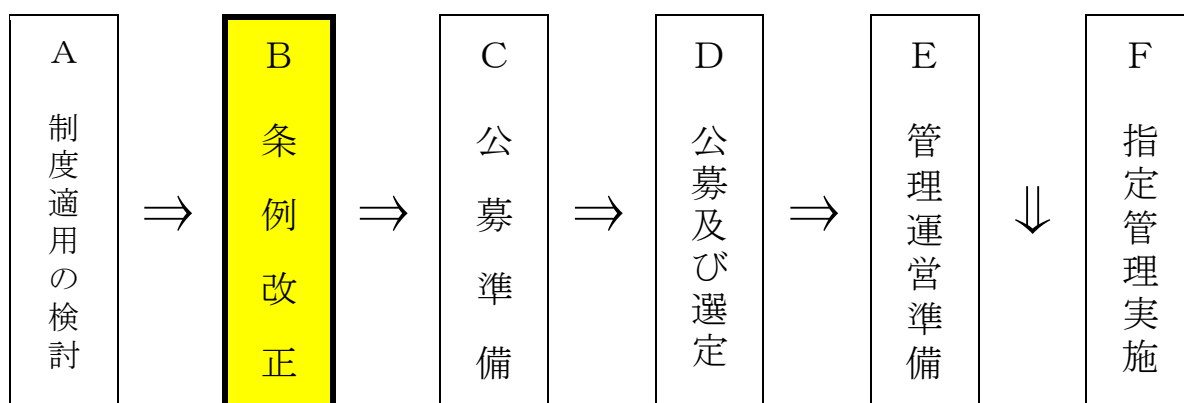 A 制度適用の検討
⇒
B 条例改正
⇒
C 公募準備
⇒
D 公募及び選定
⇒
E 管理運営準備
⇓
F 指定管理実施